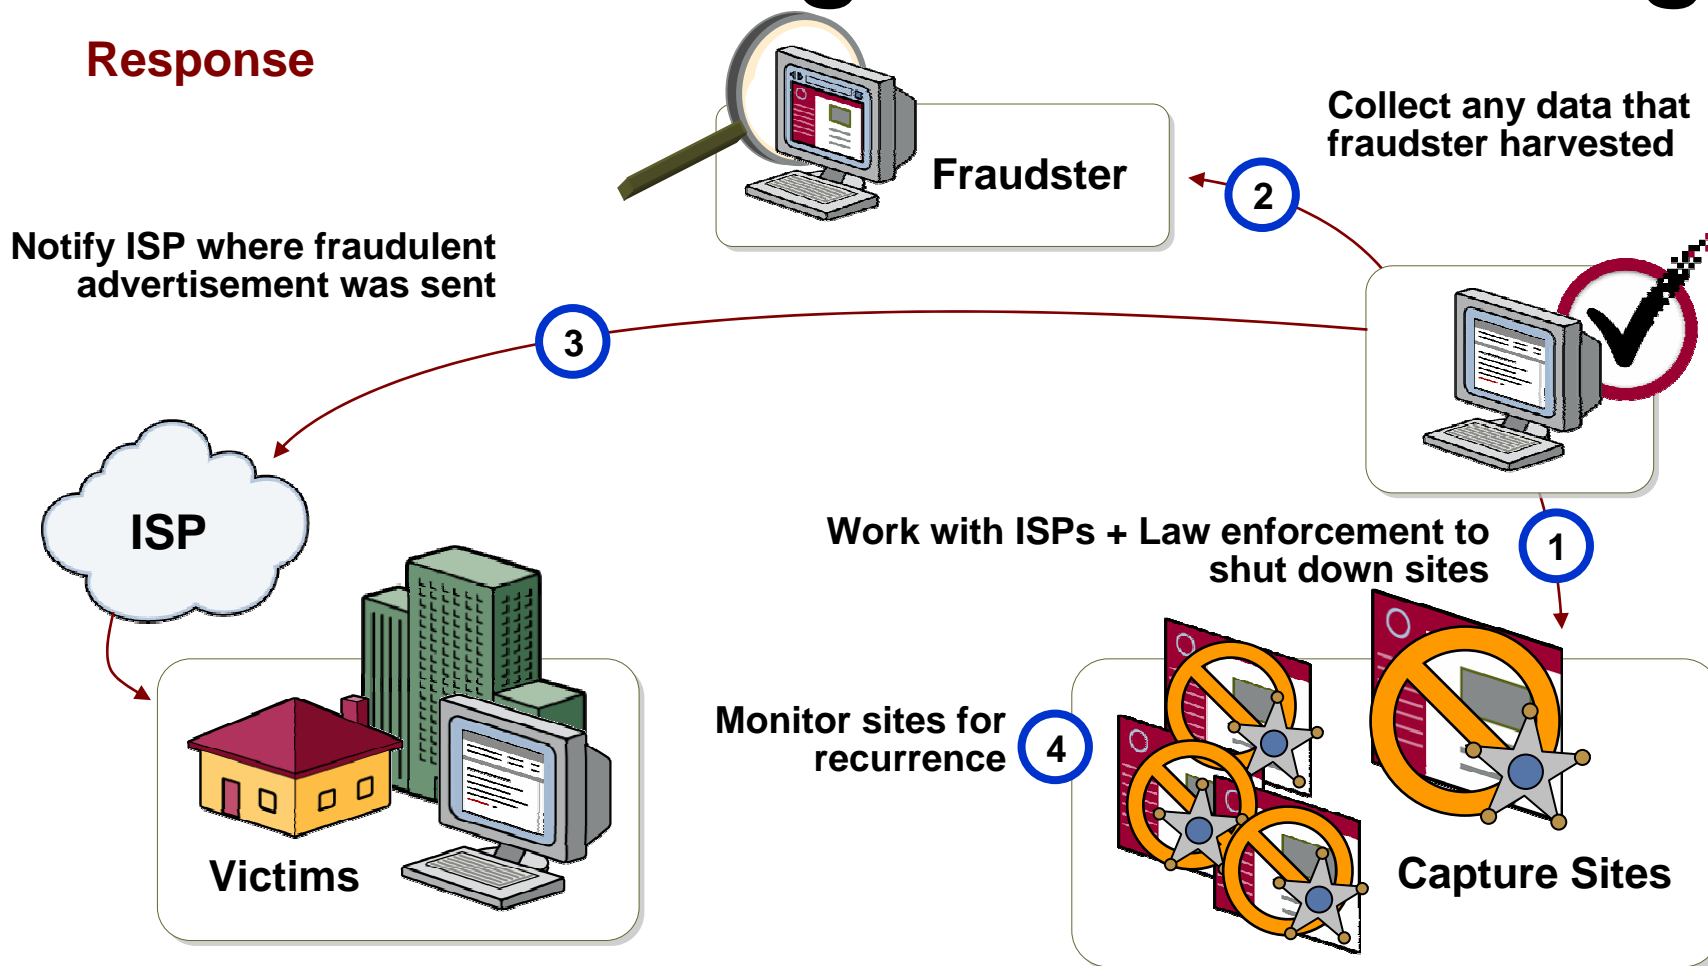 Response
Collect any data that
fraudster harvested
Fraudster
2
Notify ISP where fraudulent
advertisement was sent
3
ISP
Work with ISPs + Law enforcement to
shut down sites
1
Monitor sites for
recurrence
4
Victims
Capture Sites